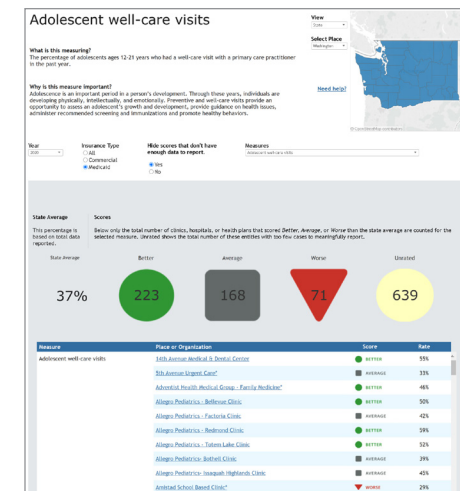 Adolescent well-care visits
View
State
Select Place
Washington
What is this measuring?
The percentage of adolescents ages 12-21 years who had a well-care visit with a primary care practitioner
in the past year.
Why is this measure important?
Adolescence is an important period in a person's development. Through these years, individuals are
developing physically, intellectually, and emotionally. Preventive and well-care visits provide an
opportunity to assess an adolescent's growth and development, provide guidance on health issues,
administer recommended screening and immunizations and promote healthy behaviors.
Need help?
Year
Insurance Type
Hide scores that don't have
enough data to report.
Measures
All
Commercial
Medicaid
Yes
No
Adolescent well-care visits
State Average
Scores
This percentage is
based on total data
reported.
Below only the total number of clinics, hospitals, or health plans that scored Better, Average, or Worse than the state average are counted for the
selected measure. Unrated shows the total number of these entities with too few cases to meaningfully report.
State Average
Better
Average
Worse
Unrated
37%
223
168
71
639
Measure Place or Organization Score Rate
Adolescent well-care visits 14th Avenue Medical & Dental Center BETTER 55%
5th Avenue Urgent Care* AVERAGE 33%
Adventist Health Medical Group - Family Medicine* BETTER 46%
Allegro Pediatrics - Bellevue Clinic BETTER 50%
Allegro Pediatrics - Factoria Clinic AVERAGE 42%
Allegro Pediatrics - Redmond Clinic BETTER 59%
Allegro Pediatrics - Totem Lake Clinic BETTER 52%
Allegro Pediatrics- Bothell Clinic AVERAGE 39%
Allegro Pediatrics- Issaquah Highlands Clinic AVERAGE 45%
Amistad School Based Clinic* WORSE 29%